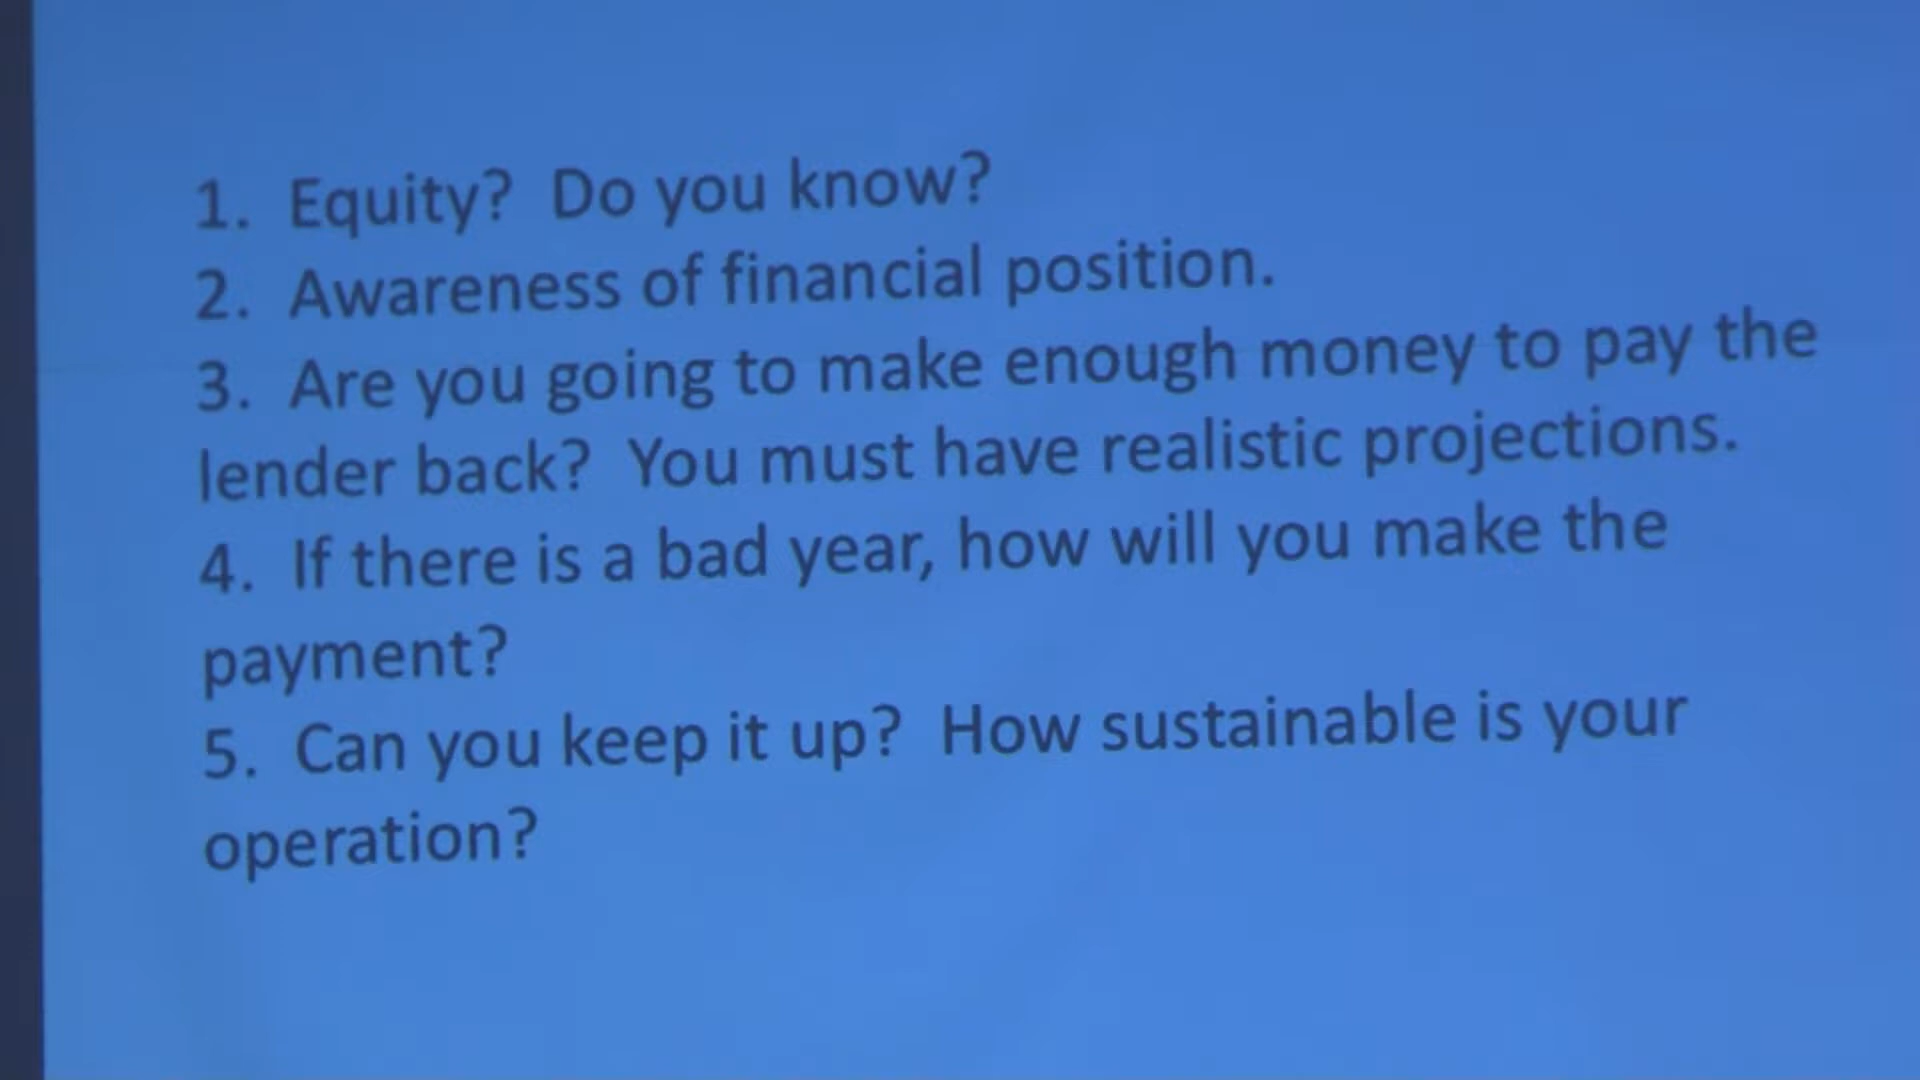 1. Equity? Do you know?
2. Awareness of financial position.
3. Are you going to make enough money to pay the
lender back? You must have realistic projections.
4. If there is a bad year, how will you make the
payment?
5. Can you keep it up? How sustainable is your
operation?